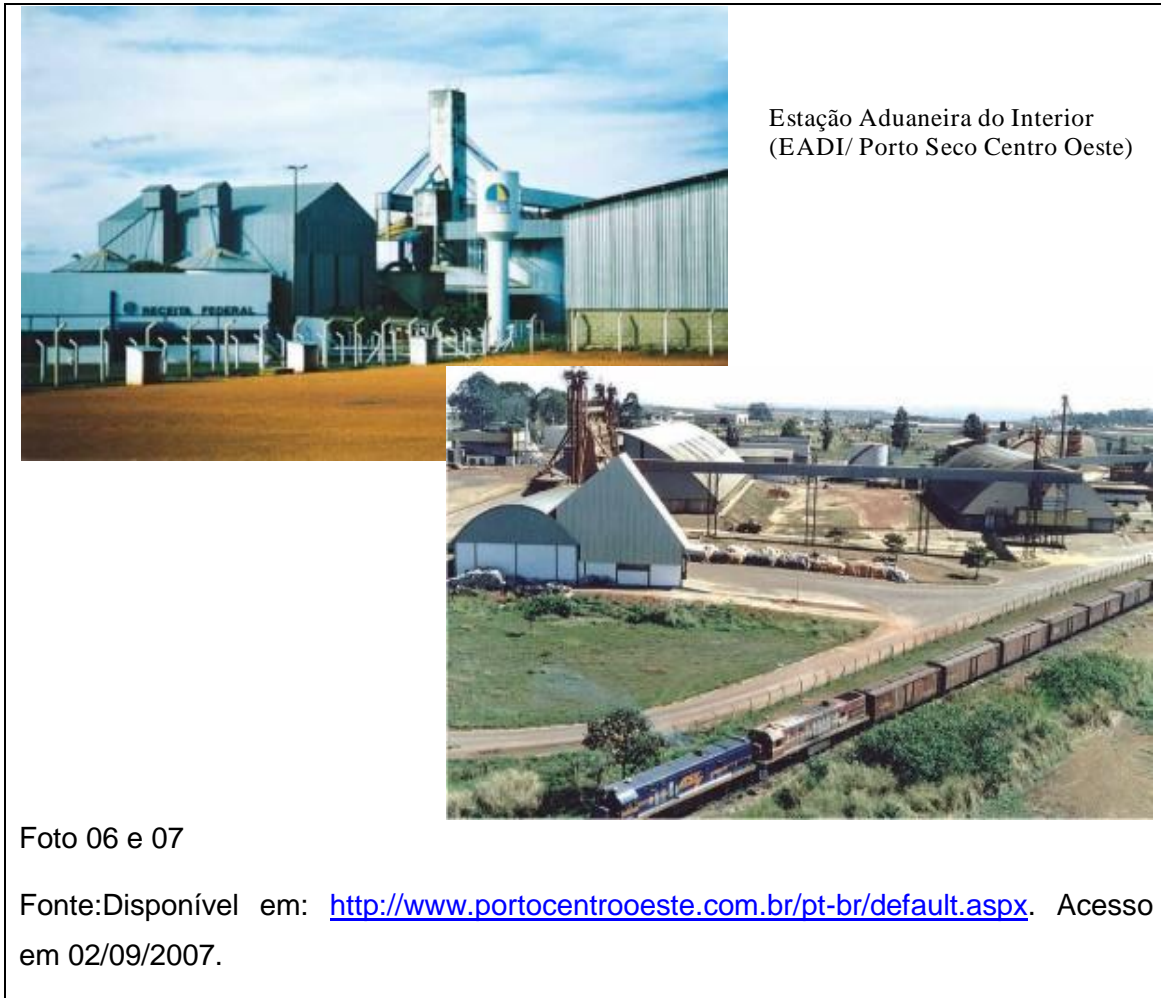 Estação Aduaneira do Interior
(EADI/ Porto Seco Centro Oeste)
RECEITA FEDERAL
Foto 06 e 07
Fonte:Disponível em: http://www.portocentrooeste.com.br/pt-br/default.aspx. Acesso
em 02/09/2007.